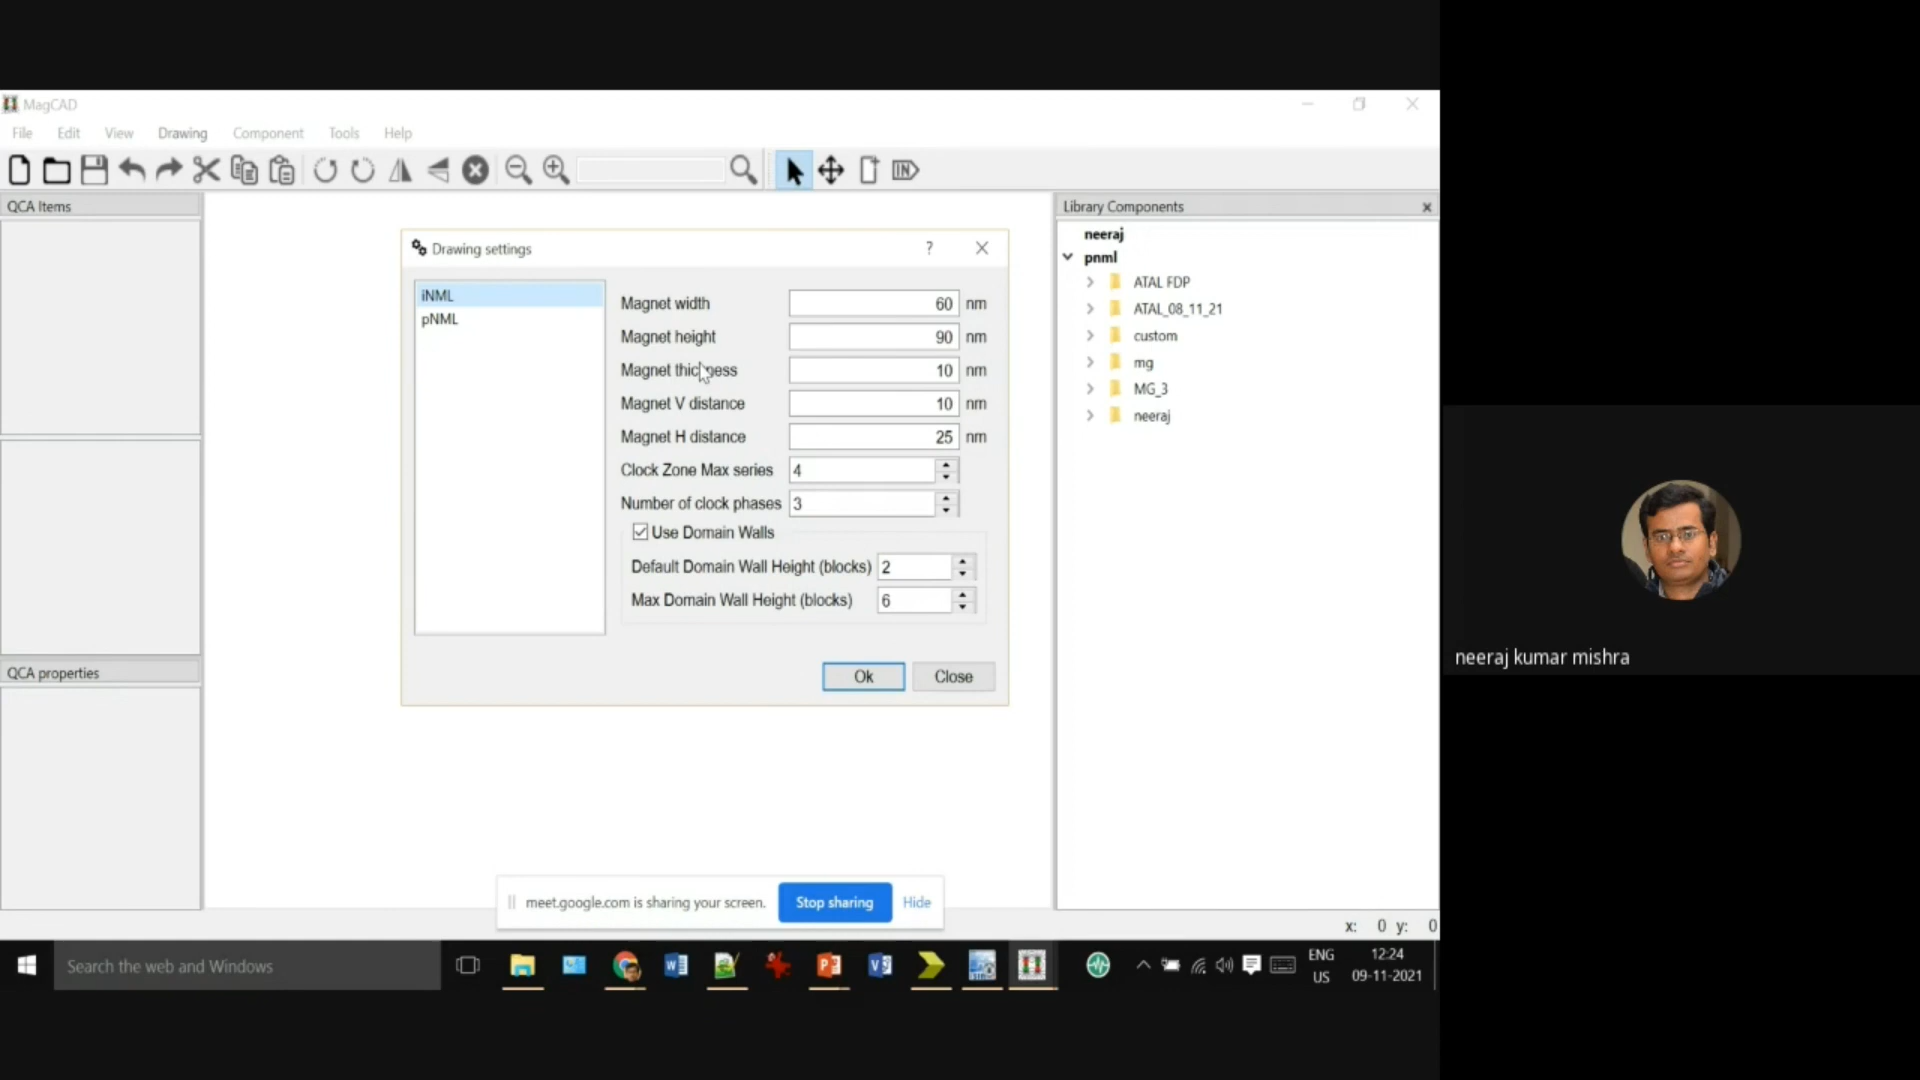 MagCAD
File Edit View Drawing Component Tools Help
IN
QCA Items
QCA properties
Drawing settings
?
iNML
pNML
Magnet width 60 nm
Magnet height 90 nm
Magnet thickness 10 nm
Magnet V distance 10 nm
Magnet H distance 25 nm
Clock Zone Max series 4
Number of clock phases 3
Use Domain Walls
Default Domain Wall Height (blocks) 2
Max Domain Wall Height (blocks) 6
Ok Close
Library Components
neeraj
pnml
ATAL FDP
ATAL_08_11_21
custom
mg
MG_3
neeraj
meet.google.com is sharing your screen. Stop sharing Hide
x: 0 y: 0
Search the web and Windows
ENG
US
12:24
09-11-2021
neeraj kumar mishra